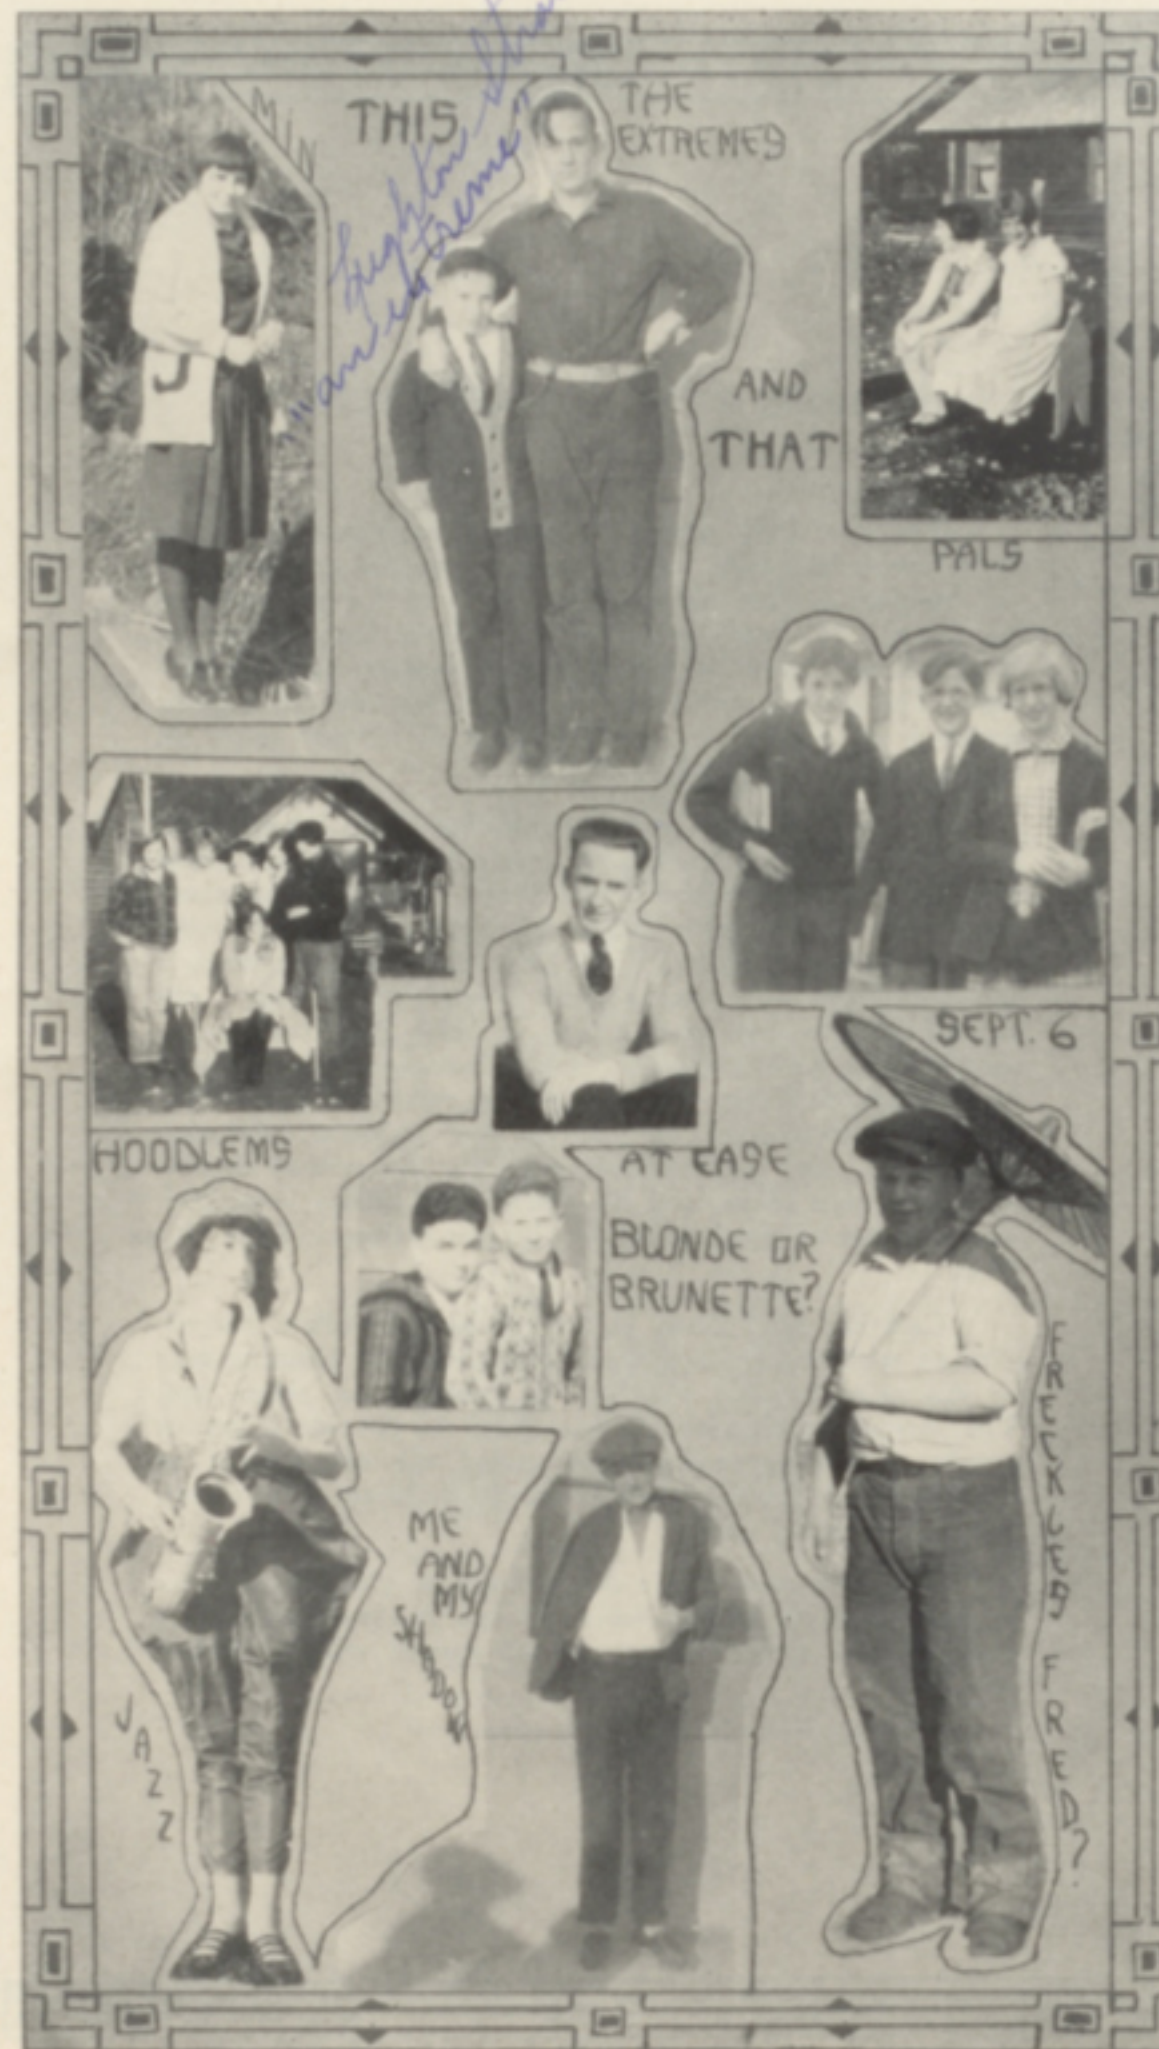 MIN
THIS
AND
THAT
THE
EXTREMES
extreme"
PALS
SEPT. 6
HOODLEMS
AT EASE
BLONDE OR
BRUNETTE?
FRECKLES FRED?
ME
AND
MY
SHADOW
JAZZ
J